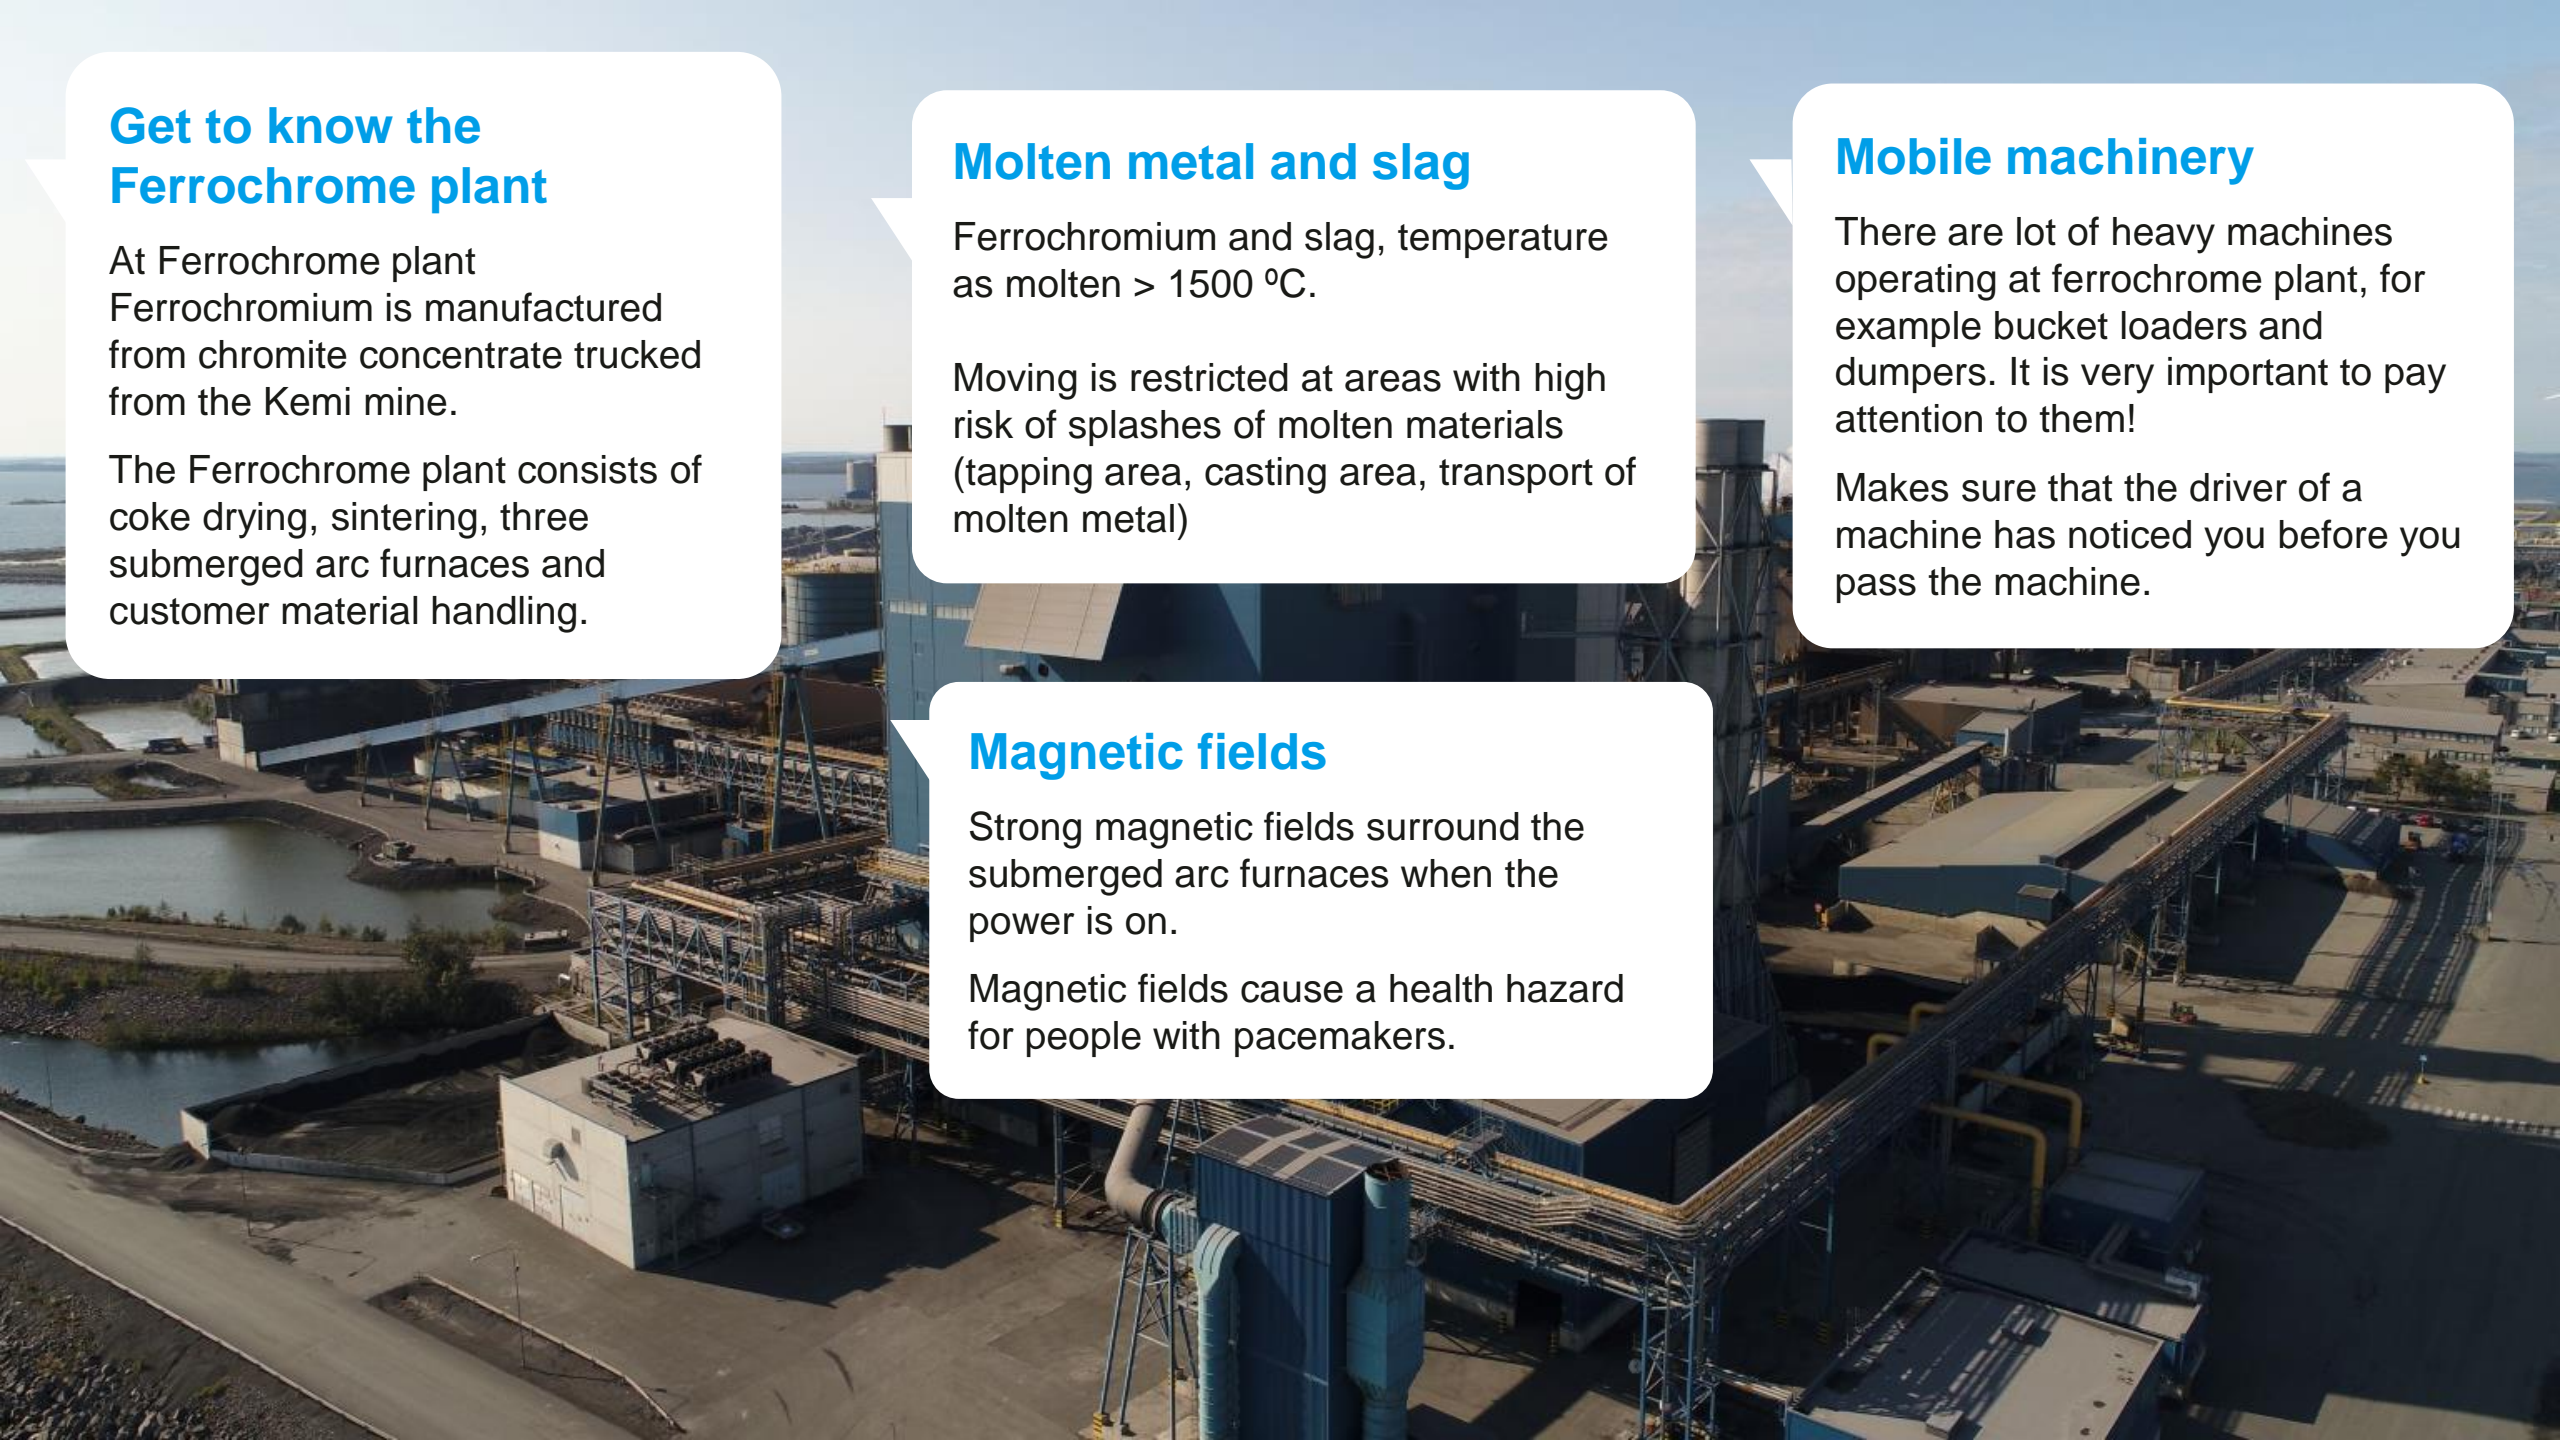 Get to know the
Ferrochrome plant
At Ferrochrome plant
Ferrochromium is manufactured
from chromite concentrate trucked
from the Kemi mine.
The Ferrochrome plant consists of
coke drying, sintering, three
submerged arc furnaces and
customer material handling.
Molten metal and slag
Ferrochromium and slag, temperature
as molten > 1500 ºC.
Moving is restricted at areas with high
risk of splashes of molten materials
(tapping area, casting area, transport of
molten metal)
Mobile machinery
There are lot of heavy machines
operating at ferrochrome plant, for
example bucket loaders and
dumpers. It is very important to pay
attention to them!
Makes sure that the driver of a
machine has noticed you before you
pass the machine.
Magnetic fields
Strong magnetic fields surround the
submerged arc furnaces when the
power is on.
Magnetic fields cause a health hazard
for people with pacemakers.